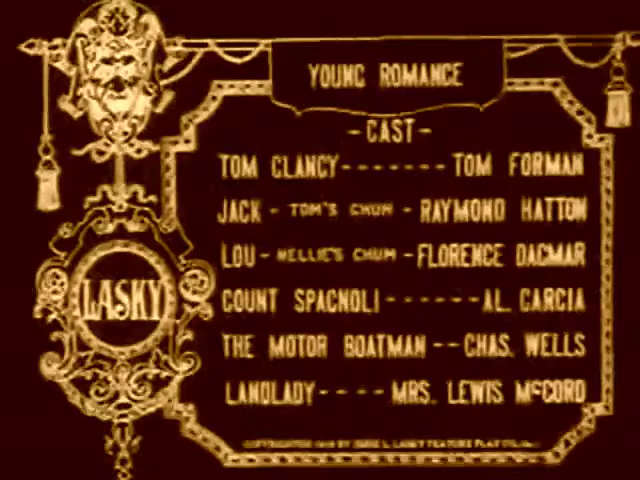 YOUNG ROMANCE
-CAST-
TOM CLANCY-------TOM FORMAN
JACK - TOM'S CHUM - RAYMOND HATTON
LOU - NELLIE'S CHUM - FLORENCE DAGMAR
COUNT SPAGNOLI ------AL. GARCIA
THE MOTOR BOATMAN --CHAS. WELLS
LANDLADY---- MRS. LEWIS McCORD
LASKY